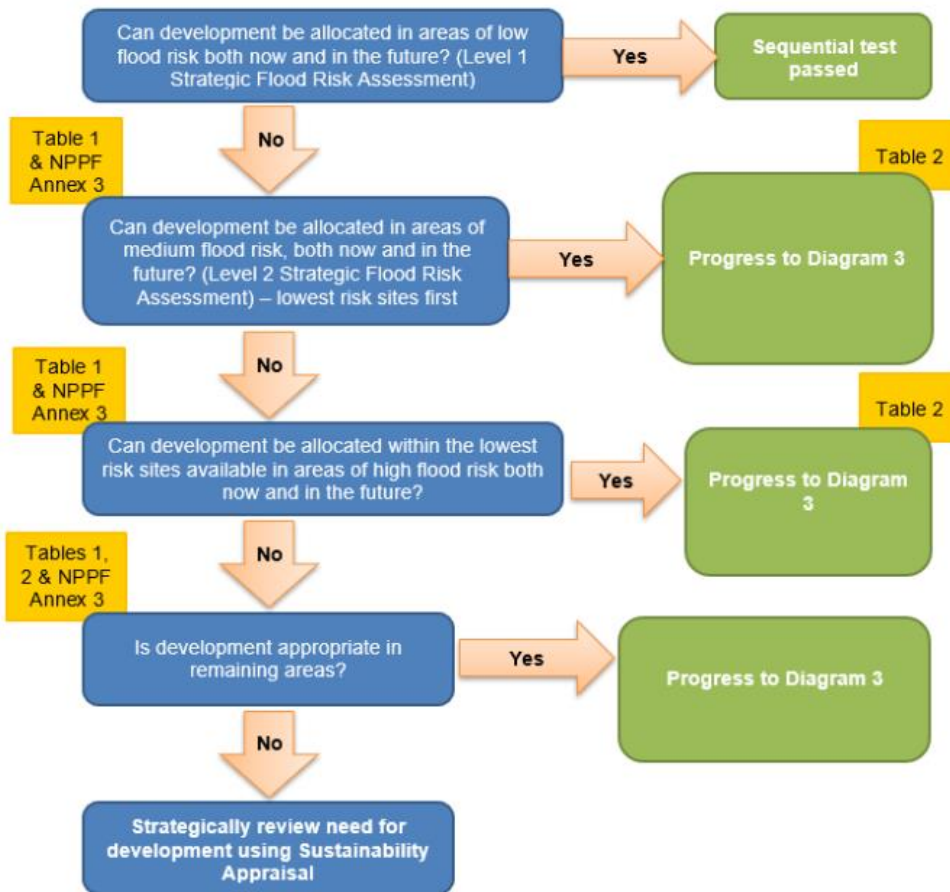 Can development be allocated in areas of low
flood risk both now and in the future? (Level 1
Strategic Flood Risk Assessment)
Yes
Sequential test
passed
No
Table 1
& NPPF
Annex 3
Table 2
Can development be allocated in areas of
medium flood risk, both now and in the
future? (Level 2 Strategic Flood Risk
Assessment) – lowest risk sites first
Yes
Progress to Diagram 3
No
Table 1
& NPPF
Annex 3
Table 2
Can development be allocated within the lowest
risk sites available in areas of high flood risk both
now and in the future?
Yes
Progress to Diagram
3
No
Tables 1,
2 & NPPF
Annex 3
Is development appropriate in
remaining areas?
Yes
Progress to Diagram 3
No
Strategically review need for
development using Sustainability
Appraisal